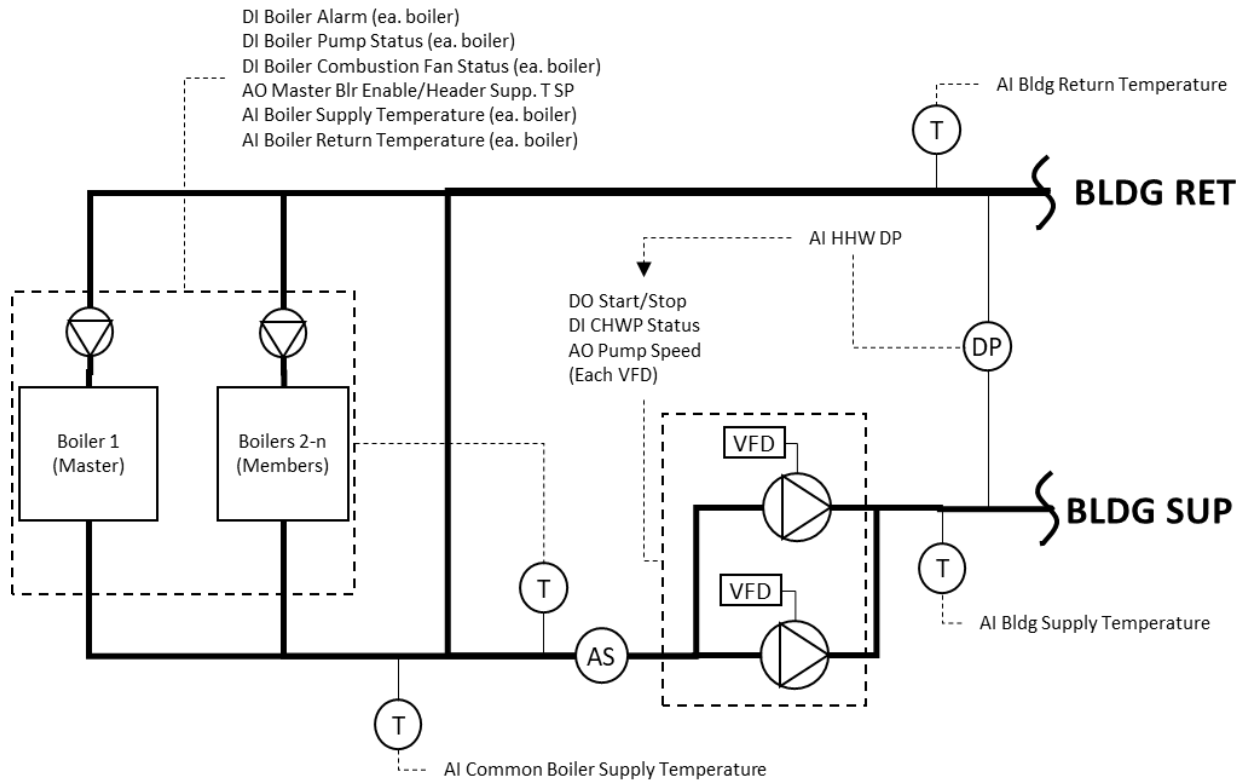 DI Boiler Alarm (ea. boiler)
DI Boiler Pump Status (ea. boiler)
DI Boiler Combustion Fan Status (ea. boiler)
AO Master Blr Enable/Header Supp. T SP
AI Boiler Supply Temperature (ea. boiler)
AI Boiler Return Temperature (ea. boiler)
AI Bldg Return Temperature
T
BLDG RET
AI HHW DP
DO Start/Stop
DI CHWP Status
AO Pump Speed
(Each VFD)
DP
Boiler 1
(Master)
Boilers 2-n
(Members)
VFD
BLDG SUP
T
VFD
T
AI Bldg Supply Temperature
AS
T
AI Common Boiler Supply Temperature